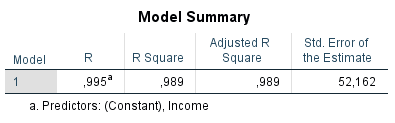 Model Summary
Model R R Square Adjusted R Square Std. Error of the Estimate
1 ,995a ,989 ,989 52,162
a. Predictors: (Constant), Income